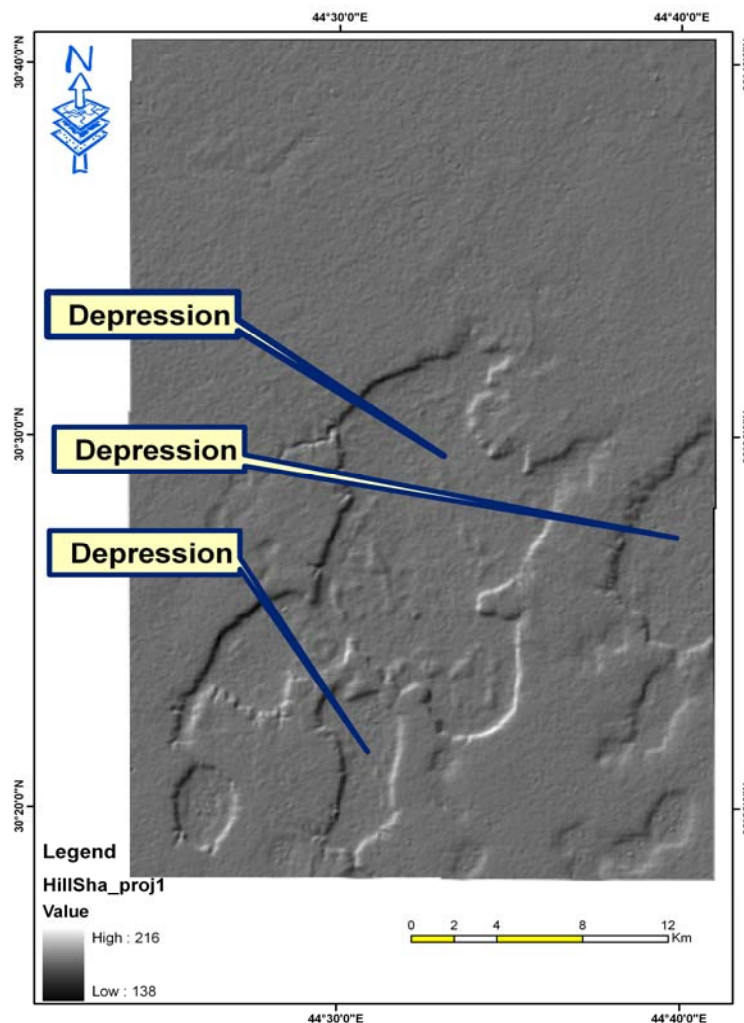 44°30'0"E
44°40'0"E
N
30°40'0"N
Depression
30°30'0"N
Depression
Depression
30°20'0"N
Legend
HillSha_proj1
Value
High : 216
Low : 138
0 2 4 8 12
Km
44°30'0"E
44°40'0"E